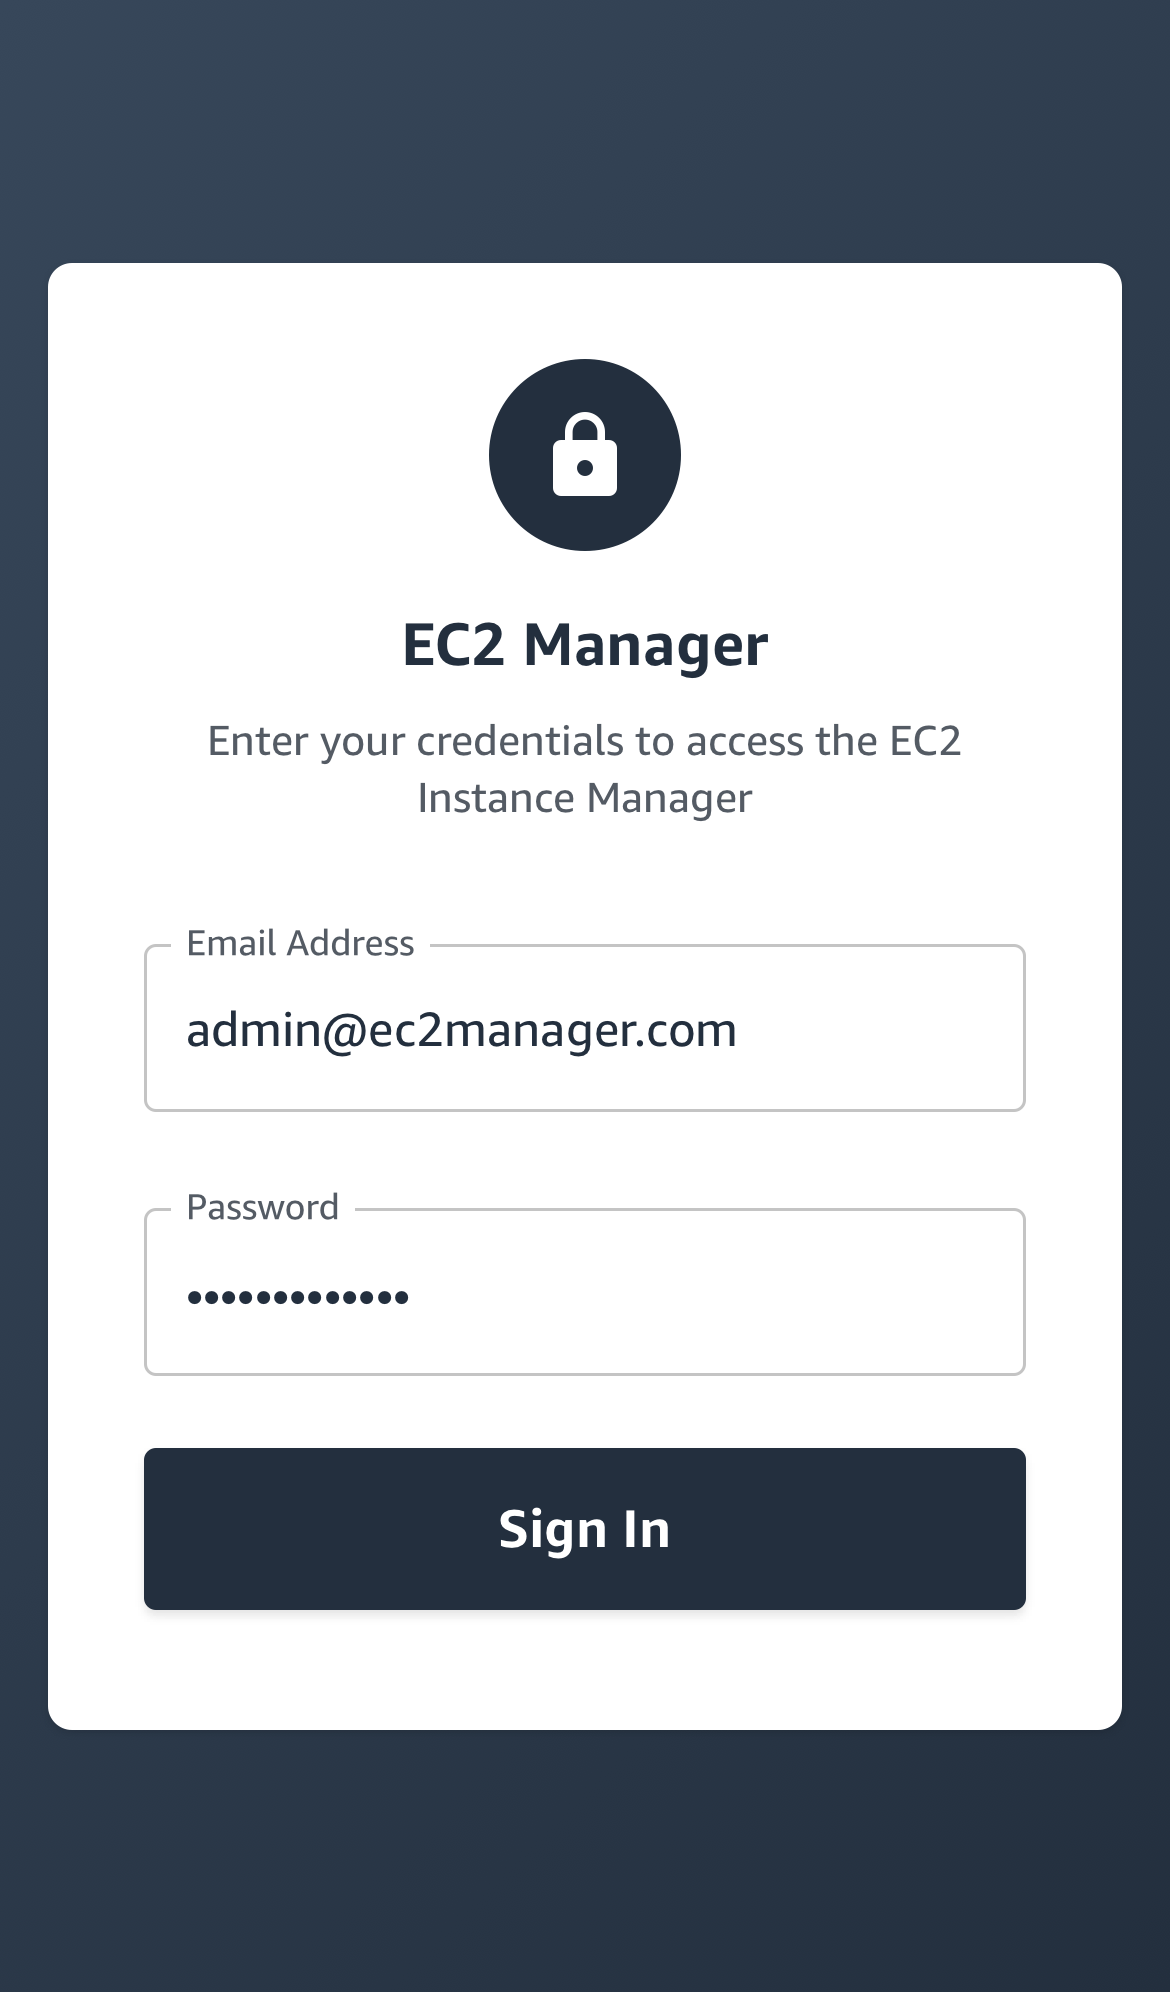 EC2 Manager
Enter your credentials to access the EC2
Instance Manager
Email Address
admin@ec2manager.com
Password
•••••••••••••
Sign In